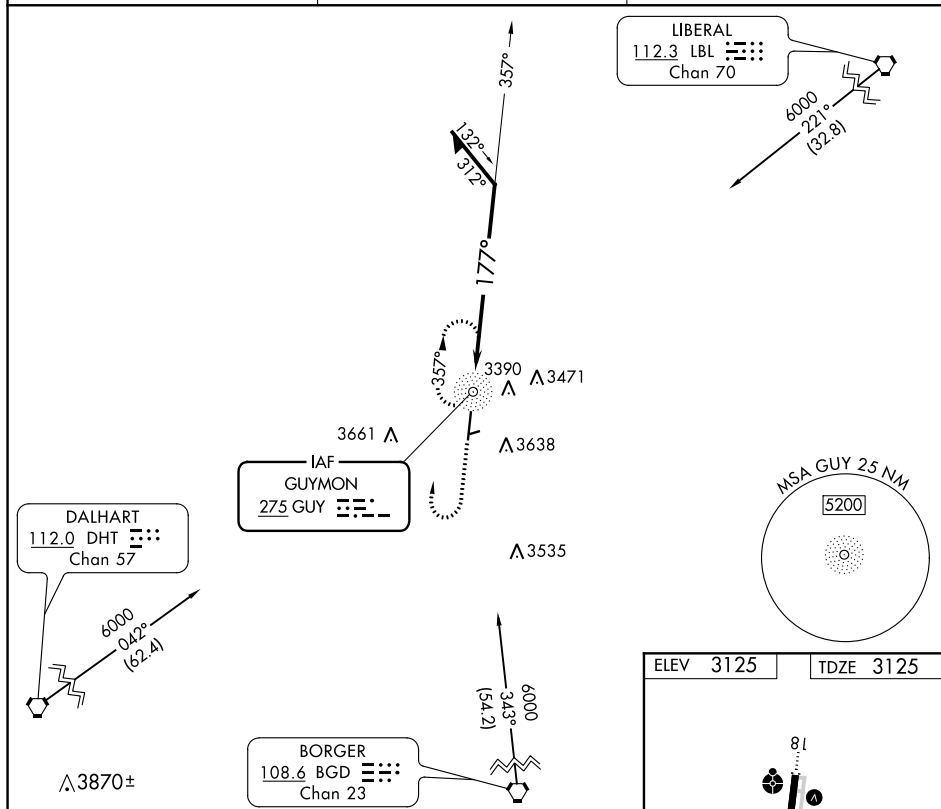 LIBERAL
112.3 LBL
Chan 70
6000
221°
(32.8)
357°
132°
312°
177°
357°
3390
3471
3661
3638
IAF
GUYMON
275 GUY
MSA GUY 25 NM
5200
DALHART
112.0 DHT
Chan 57
3535
6000
042°
(62.4)
6000
343°
(54.2)
ELEV 3125
TDZE 3125
18
BORGER
108.6 BGD
Chan 23
3870±
A